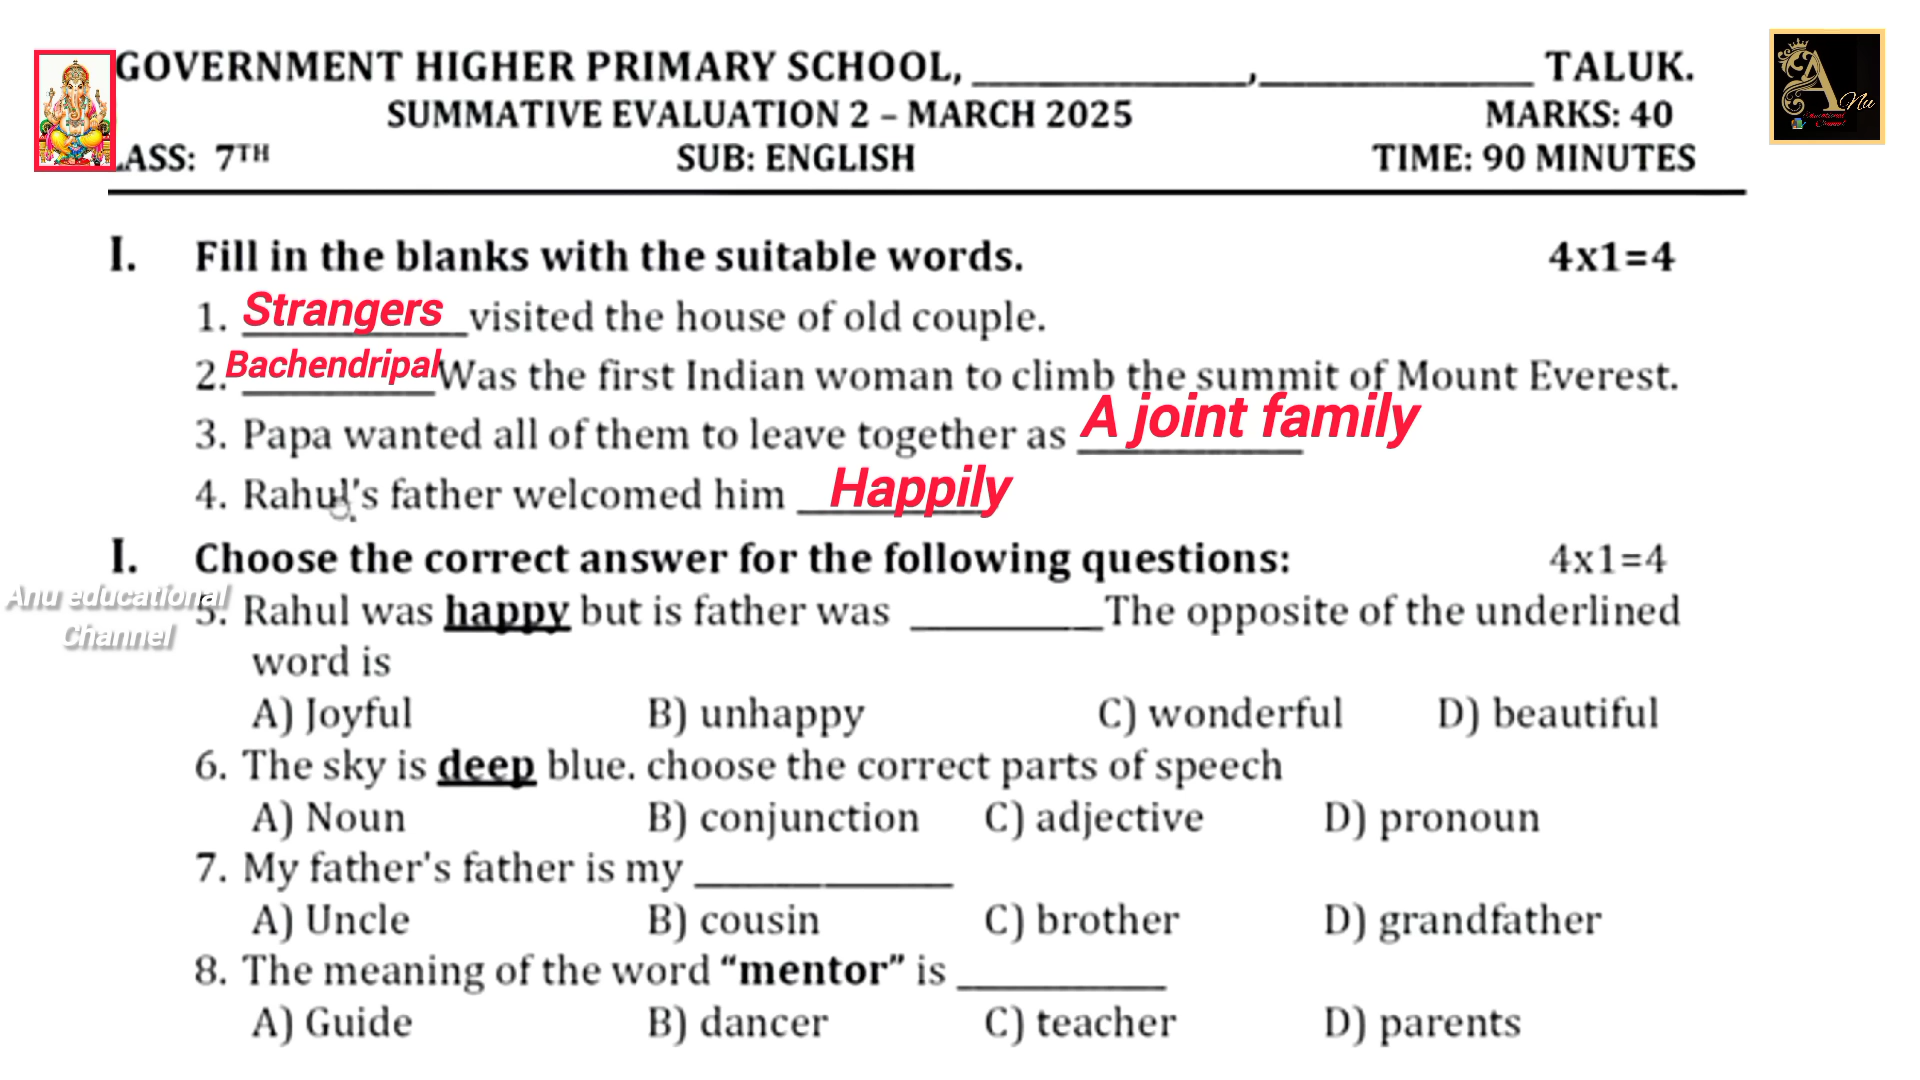 GOVERNMENT HIGHER PRIMARY SCHOOL, ______________,______________ TALUK.
SUMMATIVE EVALUATION 2 – MARCH 2025 MARKS: 40
LASS: 7TH SUB: ENGLISH TIME: 90 MINUTES
A Nu
Educational
Channel
I. Fill in the blanks with the suitable words. 4x1=4
1. Strangers visited the house of old couple.
2. Bachendripal Was the first Indian woman to climb the summit of Mount Everest.
3. Papa wanted all of them to leave together as A joint family
4. Rahul's father welcomed him Happily
I. Choose the correct answer for the following questions: 4x1=4
Anu educational
Channel
5. Rahul was happy but is father was _________The opposite of the underlined
word is
A) Joyful B) unhappy C) wonderful D) beautiful
6. The sky is deep blue. choose the correct parts of speech
A) Noun B) conjunction C) adjective D) pronoun
7. My father's father is my ____________
A) Uncle B) cousin C) brother D) grandfather
8. The meaning of the word “mentor” is __________
A) Guide B) dancer C) teacher D) parents